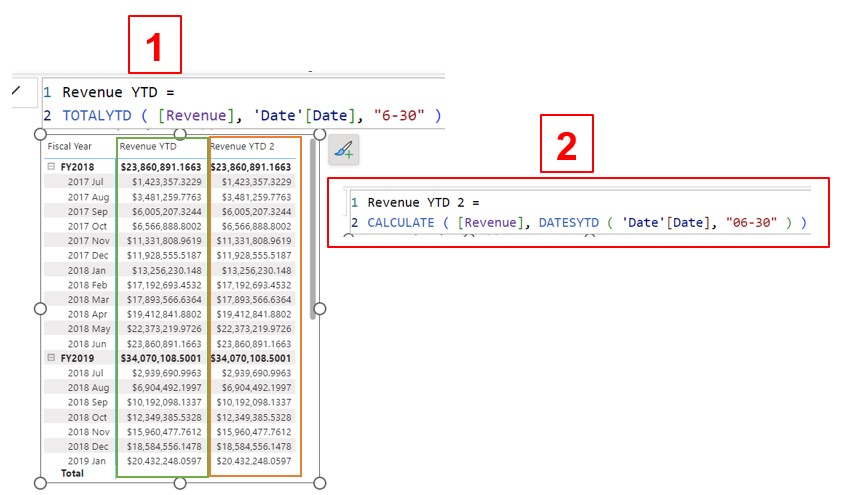 1
1 Revenue YTD =
2 TOTALYTD ( [Revenue], 'Date'[Date], "6-30" )
Fiscal Year Revenue YTD Revenue YTD 2
FY2018 $23,860,891.1663 $23,860,891.1663
2017 Jul $1,423,357.3229 $1,423,357.3229
2017 Aug $3,481,259.7763 $3,481,259.7763
2017 Sep $6,005,207.3244 $6,005,207.3244
2017 Oct $6,566,888.8002 $6,566,888.8002
2017 Nov $11,331,808.9619 $11,331,808.9619
2017 Dec $11,928,555.5187 $11,928,555.5187
2018 Jan $13,256,230.148 $13,256,230.148
2018 Feb $17,192,693.4532 $17,192,693.4532
2018 Mar $17,893,566.6364 $17,893,566.6364
2018 Apr $19,412,841.8802 $19,412,841.8802
2018 May $22,373,219.9726 $22,373,219.9726
2018 Jun $23,860,891.1663 $23,860,891.1663
FY2019 $34,070,108.5001 $34,070,108.5001
2018 Jul $2,939,690.9963 $2,939,690.9963
2018 Aug $6,904,492.1997 $6,904,492.1997
2018 Sep $10,192,098.1337 $10,192,098.1337
2018 Oct $12,349,385.5328 $12,349,385.5328
2018 Nov $15,960,477.7612 $15,960,477.7612
2018 Dec $18,584,556.1478 $18,584,556.1478
2019 Jan $20,432,248.0597 $20,432,248.0597
Total
2
1 Revenue YTD 2 =
2 CALCULATE ( [Revenue], DATESYTD ( 'Date'[Date], "06-30" ) )